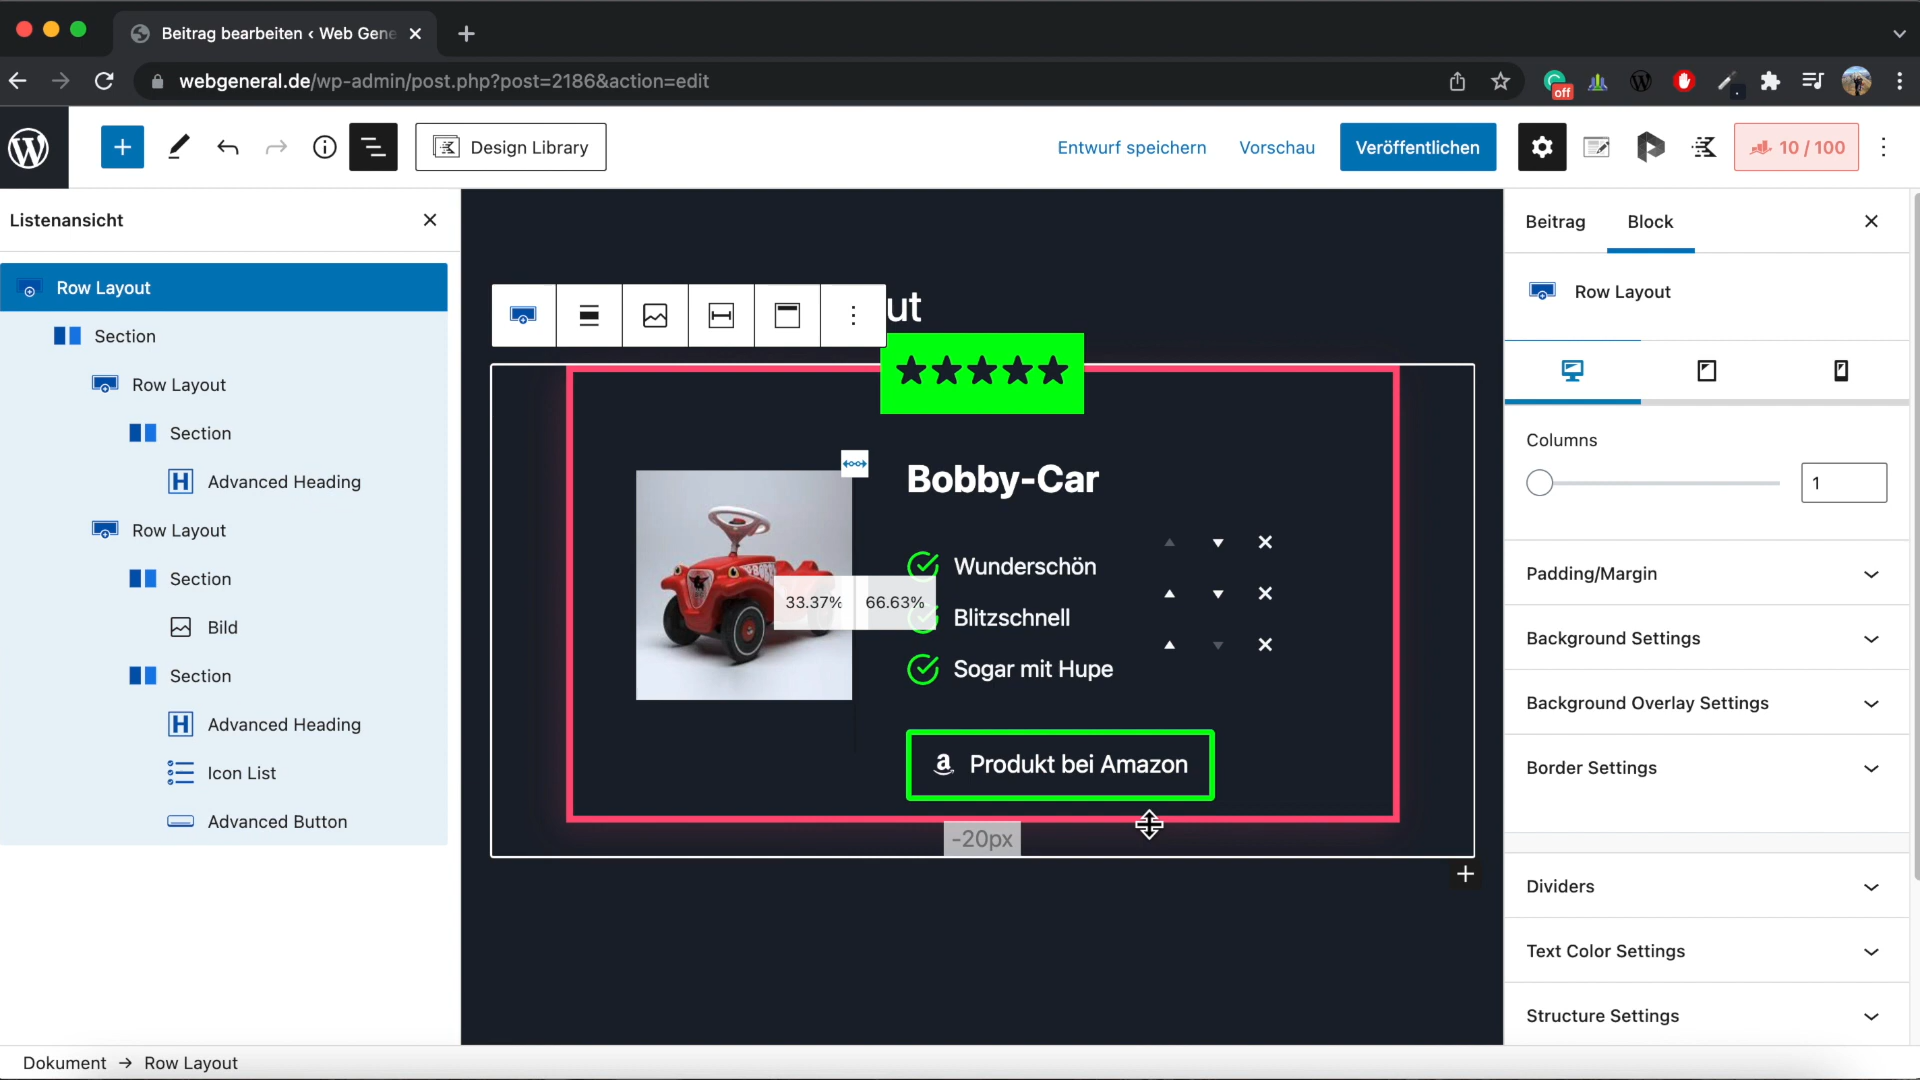 Beitrag bearbeiten ‹ Web Gene
webgeneral.de/wp-admin/post.php?post=2186&action=edit
off
Design Library
Entwurf speichern
Vorschau
Veröffentlichen
10 / 100
Listenansicht
Row Layout
Section
Row Layout
Section
Advanced Heading
Row Layout
Section
Bild
Section
Advanced Heading
Icon List
Advanced Button
ut
Bobby-Car
Wunderschön
33.37%
66.63%
Blitzschnell
Sogar mit Hupe
Produkt bei Amazon
-20px
Beitrag
Block
Row Layout
Columns
1
Padding/Margin
Background Settings
Background Overlay Settings
Border Settings
Dividers
Text Color Settings
Structure Settings
Dokument → Row Layout